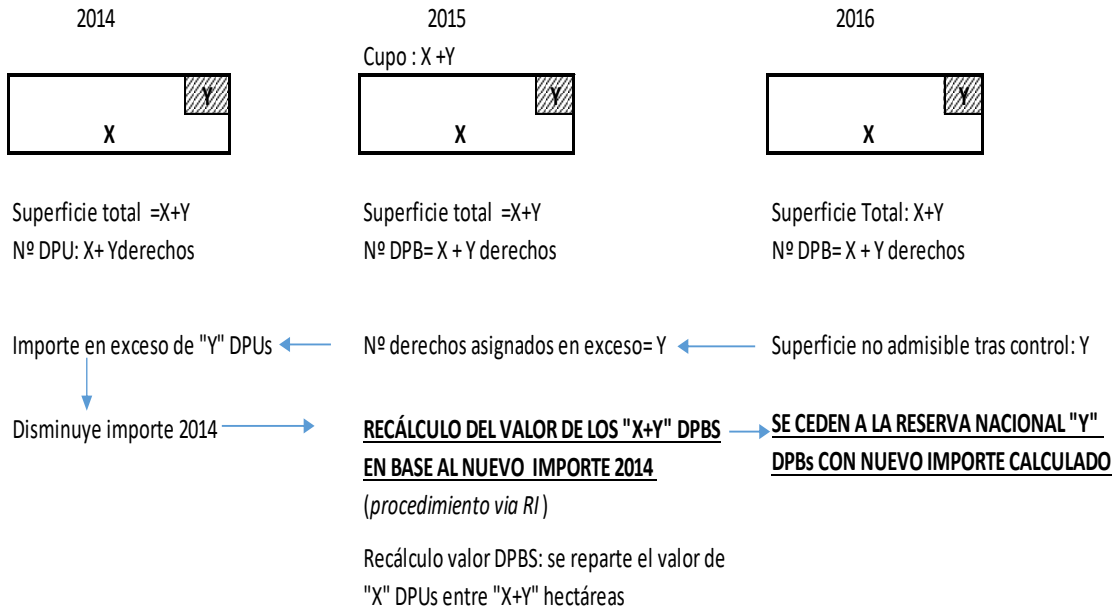 2014
2015
2016
Cupo : X +Y
Y
X
Y
X
Y
X
Superficie total =X+Y
Nº DPU: X+ Yderechos
Superficie total =X+Y
Nº DPB= X + Y derechos
Superficie Total: X+Y
Nº DPB= X + Y derechos
Importe en exceso de "Y" DPUs
Nº derechos asignados en exceso= Y
Superficie no admisible tras control: Y
Disminuye importe 2014
RECÁLCULO DEL VALOR DE LOS "X+Y" DPBS
EN BASE AL NUEVO IMPORTE 2014
(procedimiento via RI)
SE CEDEN A LA RESERVA NACIONAL "Y"
DPBs CON NUEVO IMPORTE CALCULADO
Recálculo valor DPBS: se reparte el valor de
"X" DPUs entre "X+Y" hectáreas